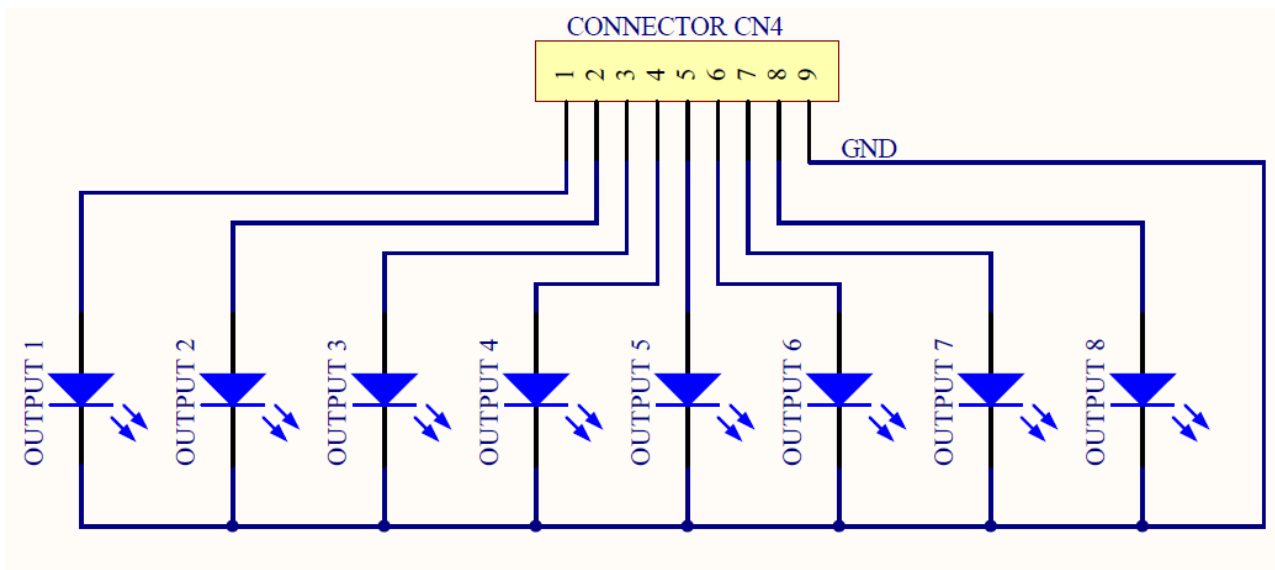 CONNECTOR CN4
1
2
3
4
5
6
7
8
9
GND
OUTPUT 1
OUTPUT 2
OUTPUT 3
OUTPUT 4
OUTPUT 5
OUTPUT 6
OUTPUT 7
OUTPUT 8